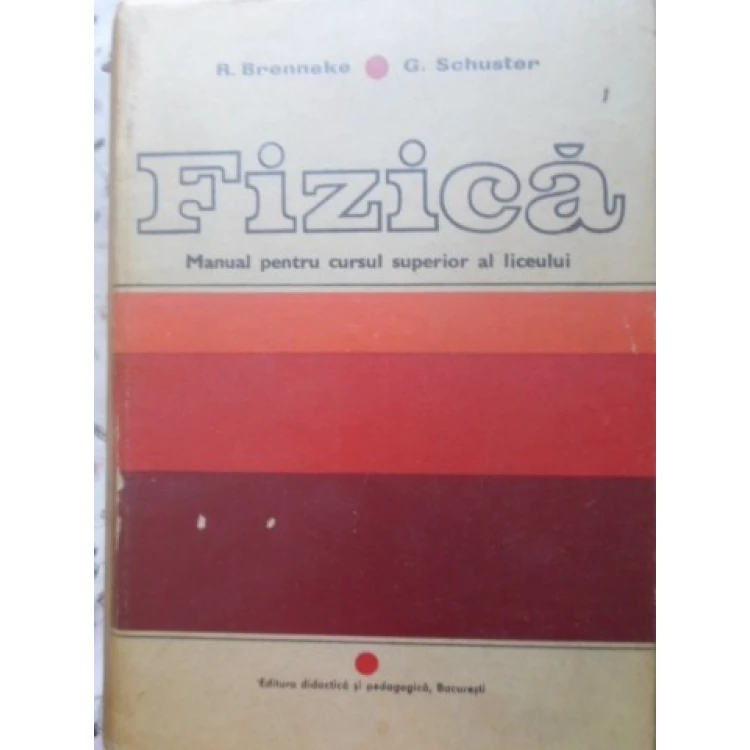 R. Brenneke G. Schuster
Fizică
Manual pentru cursul superior al liceului
Editura didactică și pedagogică, București